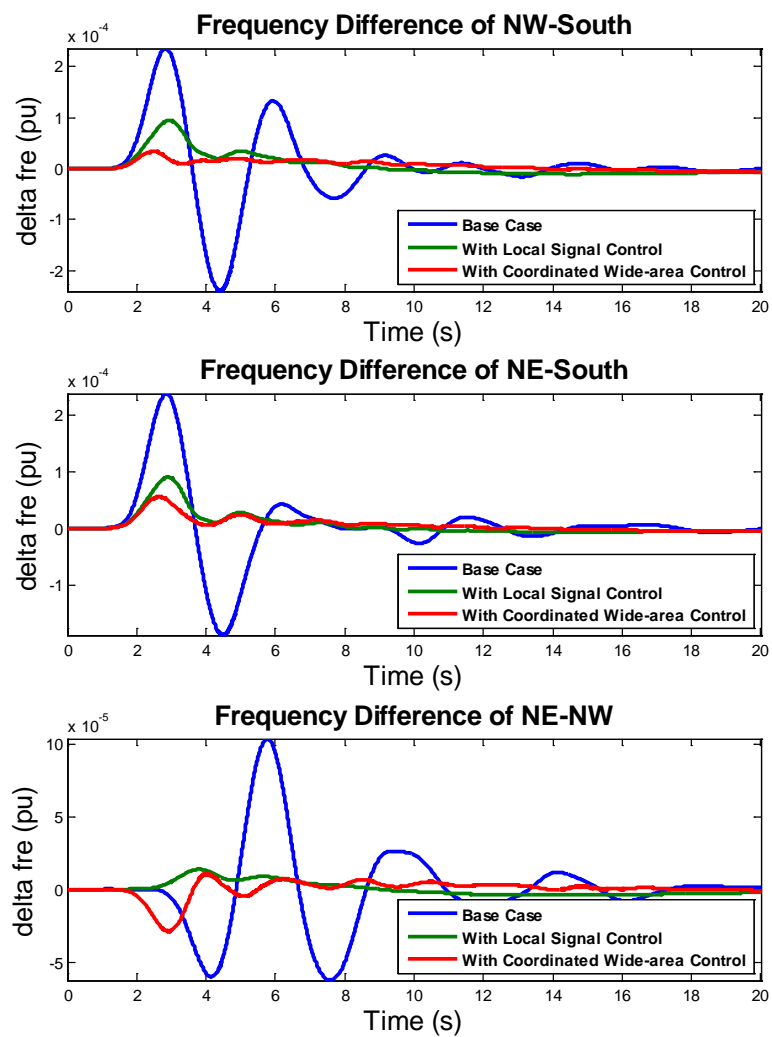 Frequency Difference of NW-South
x 10-4
2
1
0
-1
-2
delta fre (pu)
Base Case
With Local Signal Control
With Coordinated Wide-area Control
0 2 4 6 8 10 12 14 16 18 20
Time (s)
Frequency Difference of NE-South
x 10-4
2
1
0
-1
delta fre (pu)
Base Case
With Local Signal Control
With Coordinated Wide-area Control
0 2 4 6 8 10 12 14 16 18 20
Time (s)
Frequency Difference of NE-NW
x 10-5
10
5
0
-5
delta fre (pu)
Base Case
With Local Signal Control
With Coordinated Wide-area Control
0 2 4 6 8 10 12 14 16 18 20
Time (s)